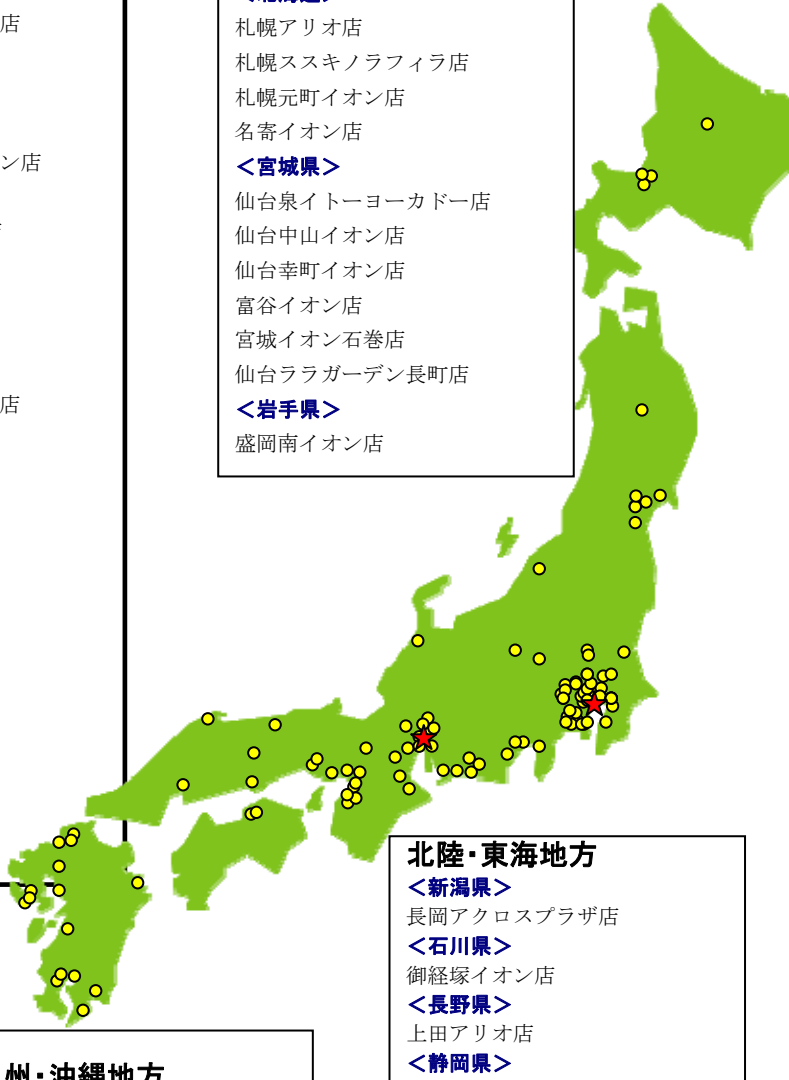 店
ン店
店
札幌アリオ店
札幌ススキノラフィラ店
札幌元町イオン店
名寄イオン店
＜宮城県＞
仙台泉イトーヨーカドー店
仙台中山イオン店
仙台幸町イオン店
富谷イオン店
宮城イオン石巻店
仙台ララガーデン長町店
＜岩手県＞
盛岡南イオン店
北陸・東海地方
＜新潟県＞
長岡アクロスプラザ店
＜石川県＞
御経塚イオン店
＜長野県＞
上田アリオ店
＜静岡県＞
州・沖縄地方